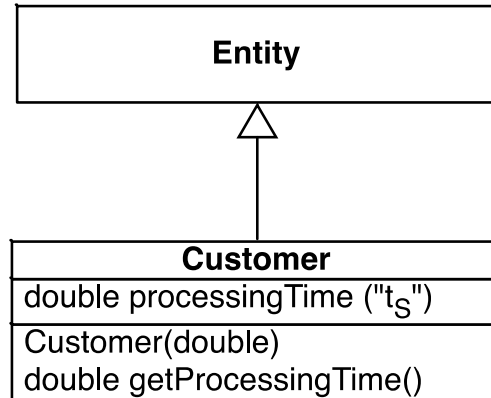 Entity
Customer
double processingTime ("tS")
Customer(double)
double getProcessingTime()